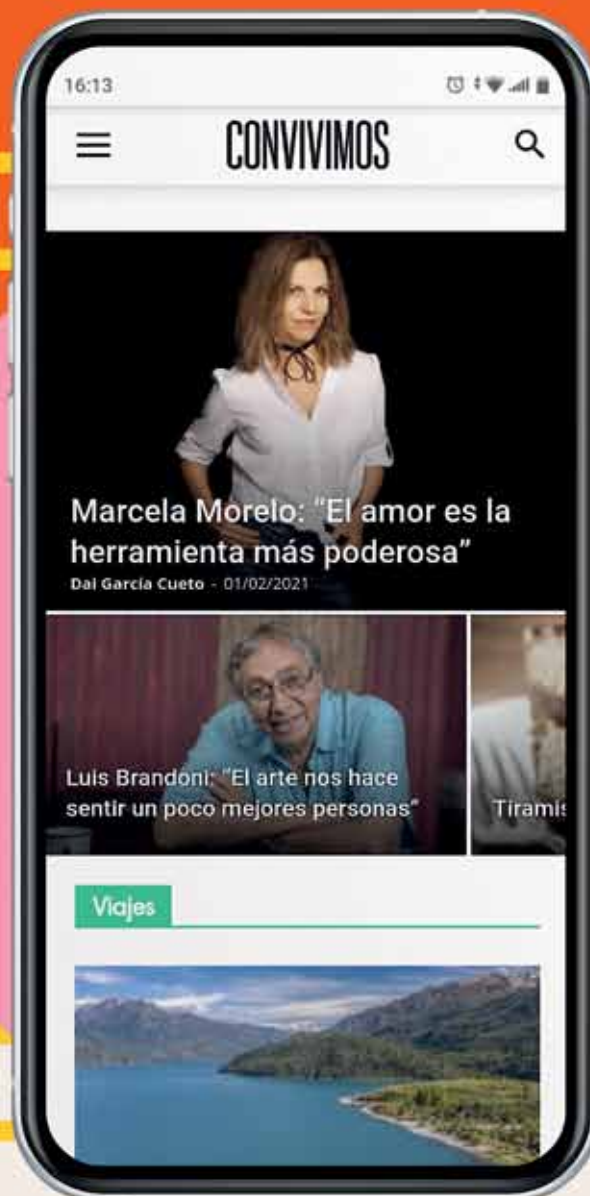 16:13
CONVIVIMOS
Marcela Morelo: “El amor es la
herramienta más poderosa”
Dai García Cueto - 01/02/2021
Luis Brandoni: “El arte nos hace
sentir un poco mejores personas”
Viajes